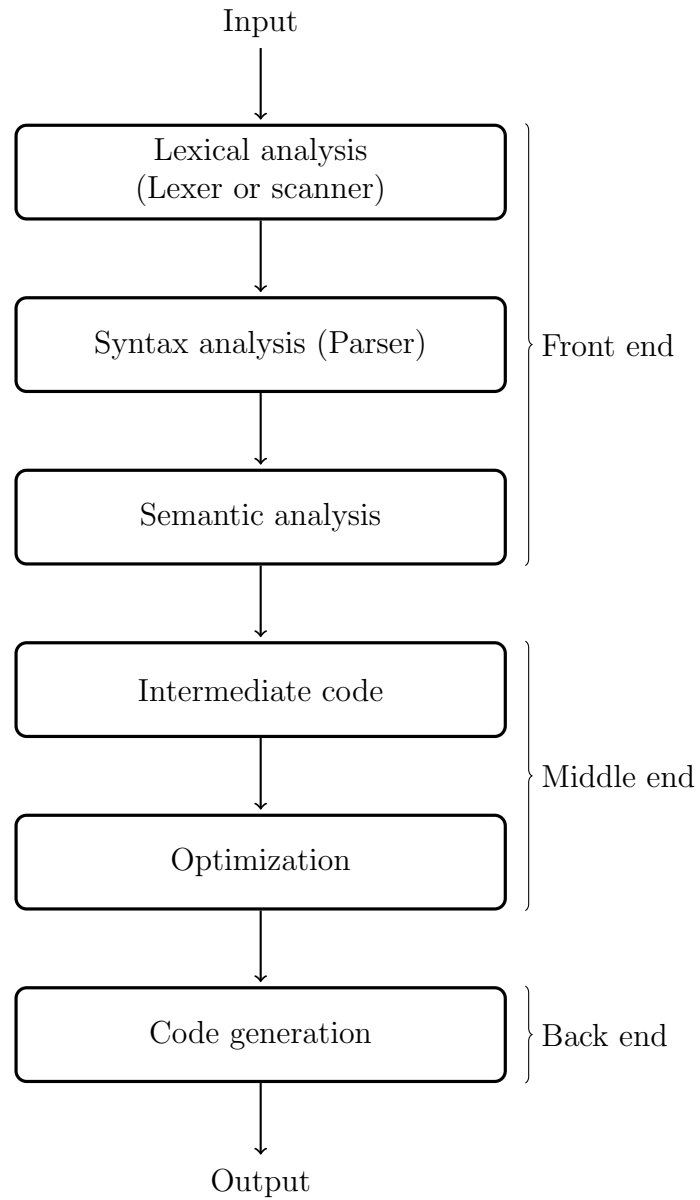 Input
Lexical analysis
(Lexer or scanner)
Syntax analysis (Parser)
Front end
Semantic analysis
Intermediate code
Middle end
Optimization
Code generation
Back end
Output